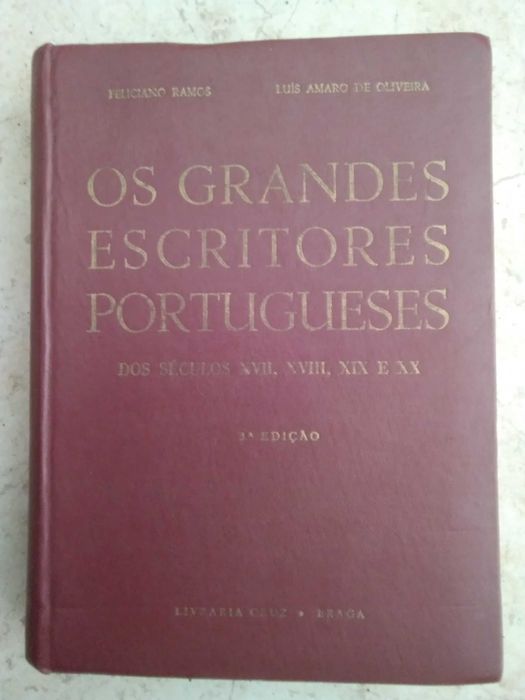 FELICIANO RAMOS LUÍS AMARO DE OLIVEIRA
OS GRANDES
ESCRITORES
PORTUGUESES
DOS SÉCULOS XVII, XVIII, XIX E XX
3ª EDIÇÃO
LIVRARIA CRUZ • BRAGA